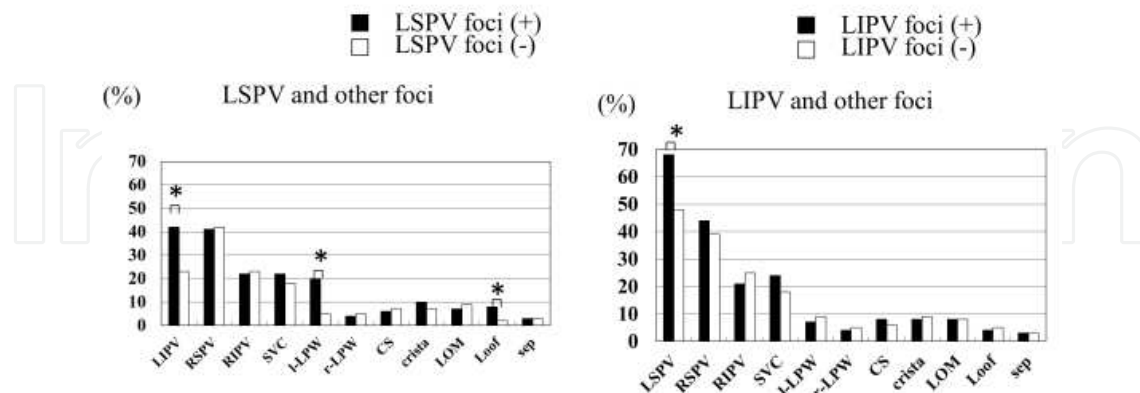 LSPV foci (+)
LSPV foci (-)
(%)
LSPV and other foci
*
*
*
70
60
50
40
30
20
10
0
LIPV
RSPV
RIPV
SVC
l-LPW
r-LPW
CS
crista
LOM
Loof
sep
LIPV foci (+)
LIPV foci (-)
(%)
LIPV and other foci
*
70
60
50
40
30
20
10
0
LSPV
RSPV
RIPV
SVC
l-LPW
r-LPW
CS
crista
LOM
Loof
sep